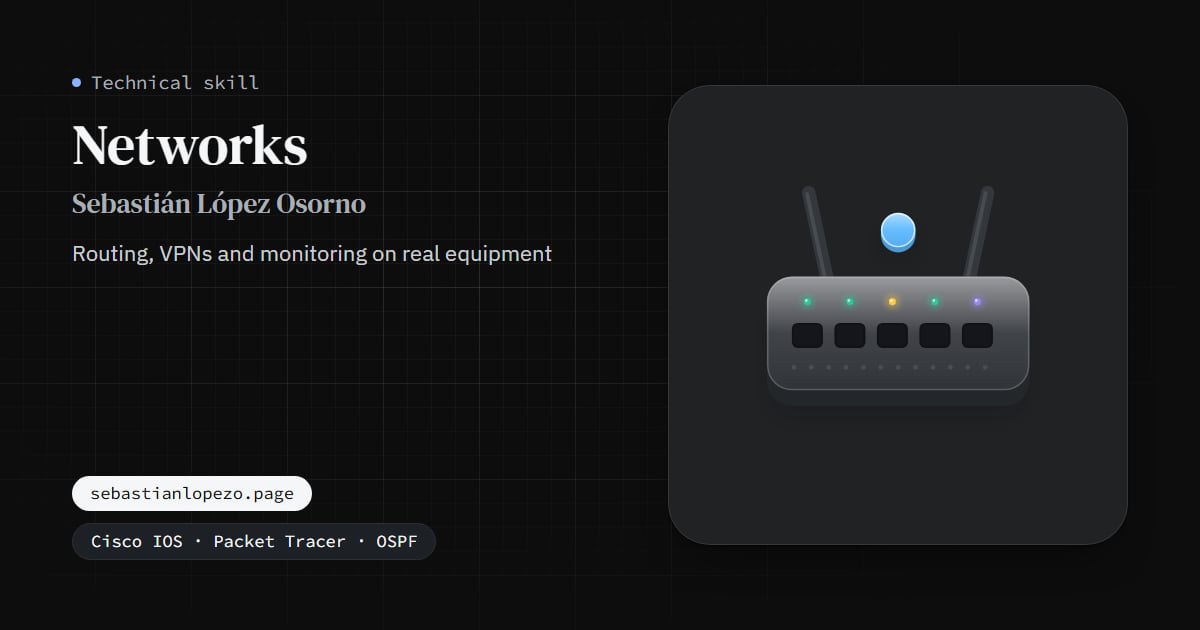 Technical skill
Networks
Sebastián López Osorno
Routing, VPNs and monitoring on real equipment
sebastianlopezo.page
Cisco IOS · Packet Tracer · OSPF